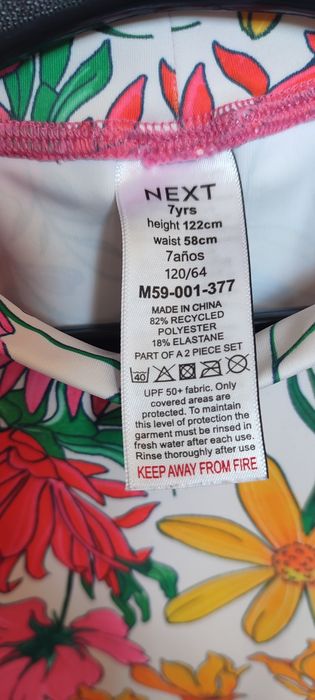 NEXT
7yrs
height 122cm
waist 58cm
7años
120/64
M59-001-377
MADE IN CHINA
82% RECYCLED
POLYESTER
18% ELASTANE
PART OF A 2 PIECE SET
40
UPF 50+ fabric. Only
covered areas are
protected. To maintain
this level of protection the
garment must be rinsed in
fresh water after each use.
Rinse thoroughly after use
KEEP AWAY FROM FIRE